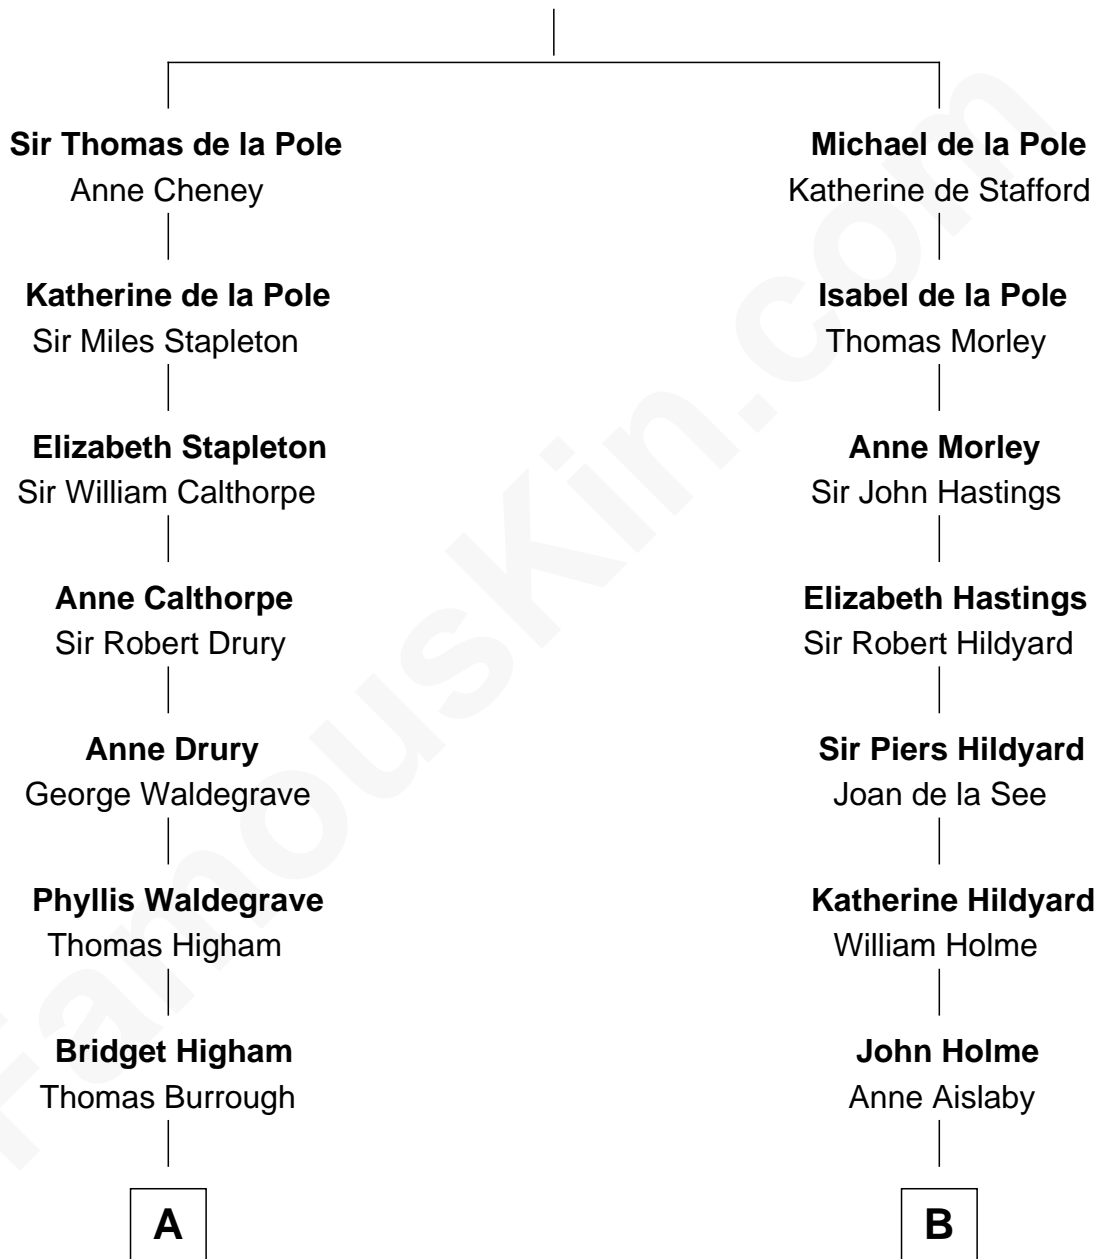 Sir Thomas de la Pole
Anne Cheney
Michael de la Pole
Katherine de Stafford
Katherine de la Pole
Sir Miles Stapleton
Isabel de la Pole
Thomas Morley
Elizabeth Stapleton
Sir William Calthorpe
Anne Morley
Sir John Hastings
Anne Calthorpe
Sir Robert Drury
Elizabeth Hastings
Sir Robert Hildyard
Anne Drury
George Waldegrave
Sir Piers Hildyard
Joan de la See
Phyllis Waldegrave
Thomas Higham
Katherine Hildyard
William Holme
Bridget Higham
Thomas Burrough
John Holme
Anne Aislaby
A
B
FamousKin.com